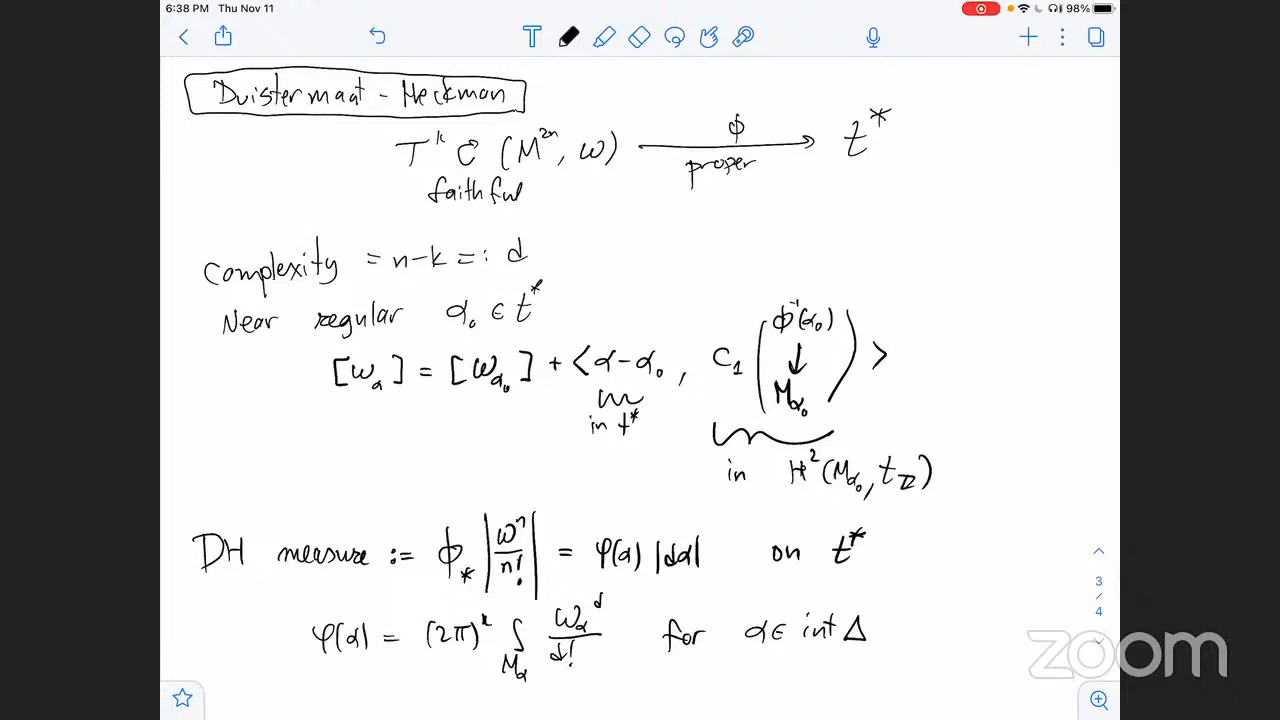 6:38 PM Thu Nov 11
98%
Duistermaat - Heckman
T^k ↻ (M^{2n}, ω) ⟶ t^*
ϕ
proper
faithful
Complexity = n-k =: d
Near regular α₀ ∈ t^*
[ω_α] = [ω_{α₀}] + < α-α₀ , C₁ ( ϕ^{-1}(α₀) ↓ M_{α₀} ) >
in t^*
in H²(M_{α₀}, t_ℤ)
DH measure := ϕ_* |ω^n/n!| = φ(α) |dα| on t^*
φ(α) = (2π)^k ∫_{M_α} ω_α^d/d! for α ∈ int Δ
3/4
zoom